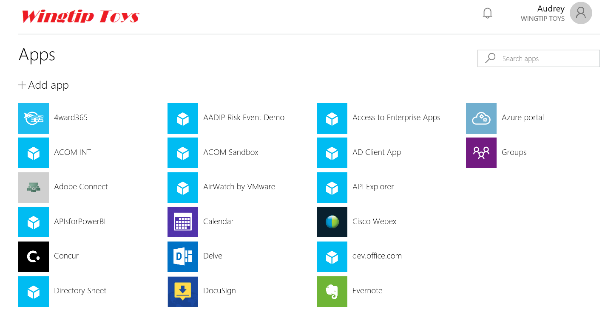 Wingtip Toys
Audrey
WINGTIP TOYS
Apps
Search apps
+ Add app
4ward365
AADIP Risk Even. Demo
Access to Enterprise Apps
Azure portal
ACOM INT
ACOM Sandbox
AD Client App
Groups
Adobe Connect
AirWatch by VMware
API Explorer
APIsforPowerBI
Calendar
Cisco Webex
Concur
Delve
dev.office.com
Directory Sheet
DocuSign
Evernote